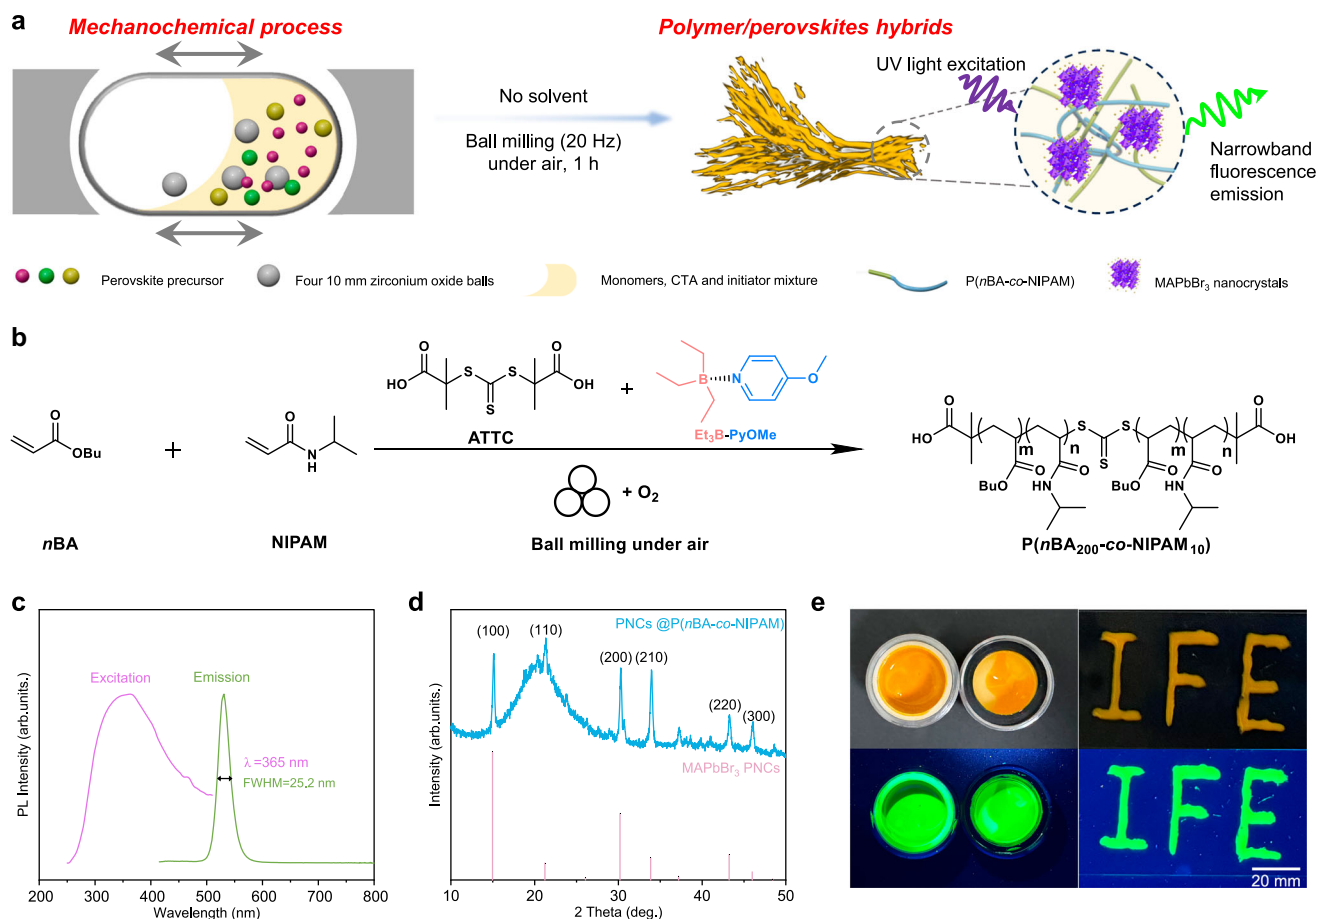 a
Mechanochemical process
Polymer/perovskites hybrids
No solvent
Ball milling (20 Hz)
under air, 1 h
UV light excitation
Narrowband
fluorescence
emission
Perovskite precursor
Four 10 mm zirconium oxide balls
Monomers, CTA and initiator mixture
P(nBA-co-NIPAM)
MAPbBr₃ nanocrystals
b
O
OBu
nBA
+
O
N
H
NIPAM
O
OH
S
S
S
O
OH
ATTC
+
B
N
O
Et₃B-PyOMe
+ O₂
Ball milling under air
O
HO
m
n
S
S
S
m
n
O
OH
O
BuO
O
HN
O
BuO
O
HN
P(nBA₂₀₀-co-NIPAM₁₀)
c
PL Intensity (arb.units.)
Excitation
Emission
λ =365 nm
FWHM=25.2 nm
200 300 400 500 600 700 800
Wavelength (nm)
d
Intensity (arb.units.)
PNCs @P(nBA-co-NIPAM)
(100)
(110)
(200)
(210)
(220)
(300)
MAPbBr₃ PNCs
10 20 30 40 50
2 Theta (deg.)
e
I F E
I F E
20 mm